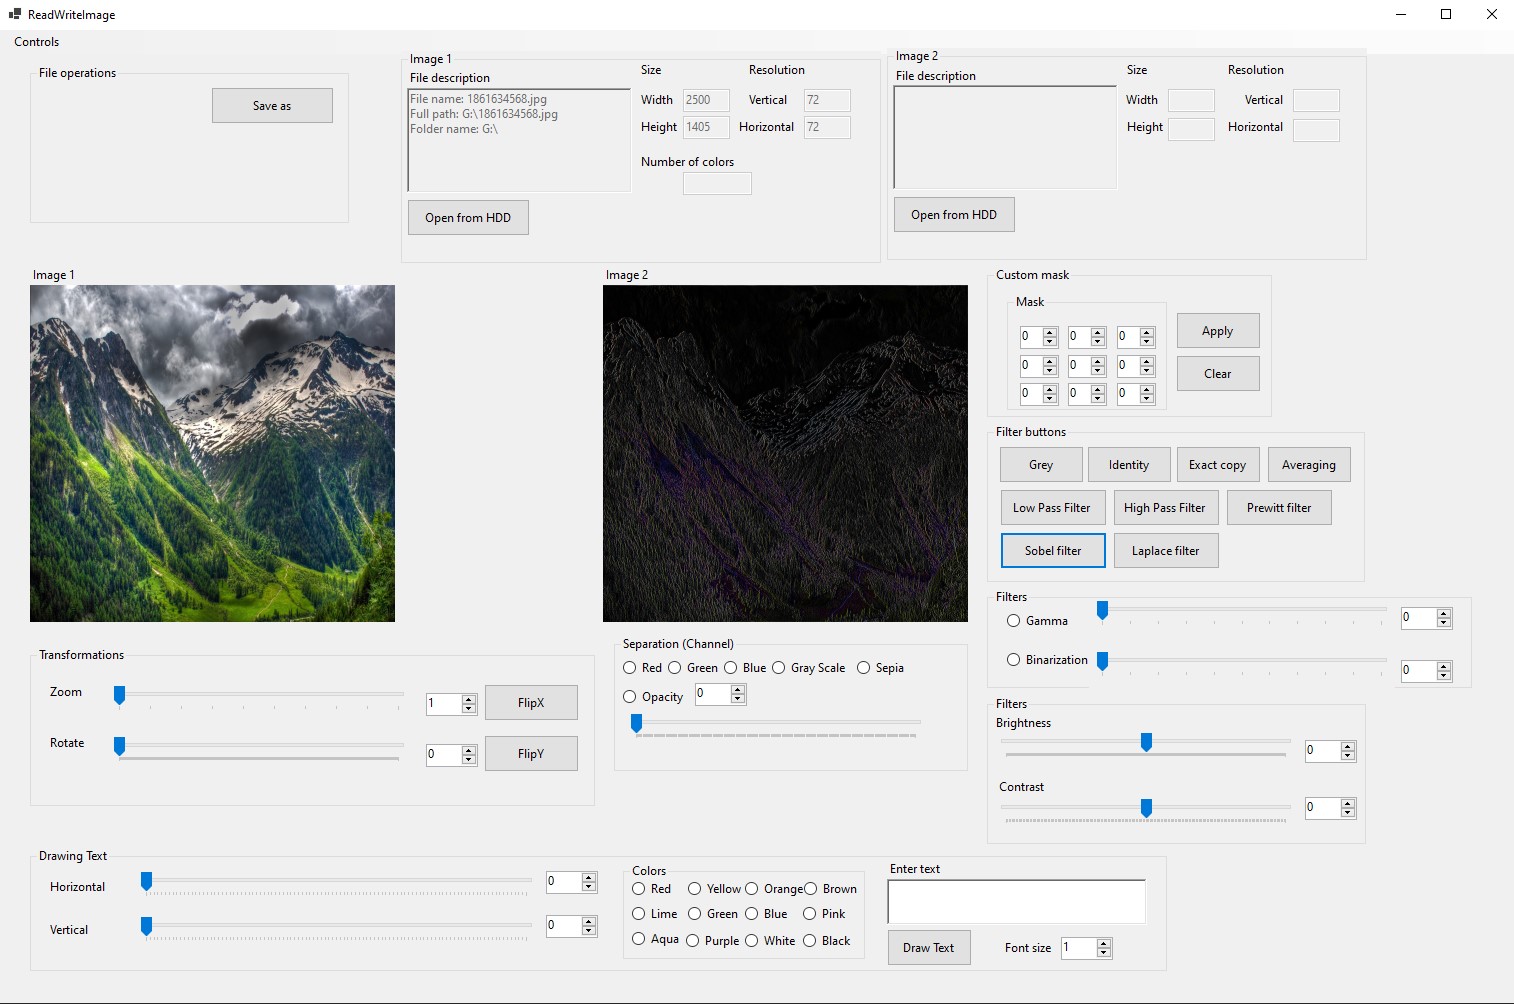 ReadWriteImage
Controls
File operations
Save as
Image 1
File description
File name: 1861634568.jpg
Full path: G:\1861634568.jpg
Folder name: G:\
Size
Resolution
Width 2500
Vertical 72
Height 1405
Horizontal 72
Number of colors
Open from HDD
Image 2
File description
Size
Resolution
Width
Vertical
Height
Horizontal
Open from HDD
Image 1
Image 2
Custom mask
Mask
0 0 0
0 0 0
0 0 0
Apply
Clear
Filter buttons
Grey Identity Exact copy Averaging
Low Pass Filter High Pass Filter Prewitt filter
Sobel filter Laplace filter
Filters
Gamma 0
Binarization 0
Transformations
Zoom 1 FlipX
Rotate 0 FlipY
Separation (Channel)
Red Green Blue Gray Scale Sepia
Opacity 0
Filters
Brightness
0
Contrast
0
Drawing Text
Horizontal 0
Vertical 0
Colors
Red Yellow Orange Brown
Lime Green Blue Pink
Aqua Purple White Black
Enter text
Draw Text Font size 1